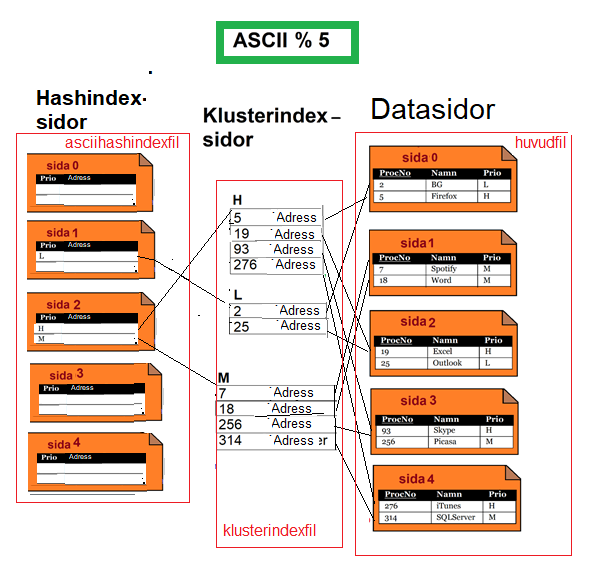 ASCII % 5
Hashindex-
sidor
asciihashindexfil
sida 0
Prio Adress
sida 1
Prio Adress
L
sida 2
Prio Adress
H
M
sida 3
Prio Adress
sida 4
Prio Adress
Klusterindex –
sidor
H
5 Adress
19 Adress
93 Adress
276 Adress
L
2 Adress
25 Adress
M
7 Adress
18 Adress
256 Adress
314 Adress er
klusterindexfil
Datasidor
huvudfil
sida 0
ProcNo Namn Prio
2 BG L
5 Firefox H
sida 1
ProcNo Namn Prio
7 Spotify M
18 Word M
sida 2
ProcNo Namn Prio
19 Excel H
25 Outlook L
sida 3
ProcNo Namn Prio
93 Skype H
256 Picasa M
sida 4
ProcNo Namn Prio
276 iTunes H
314 SQLServer M